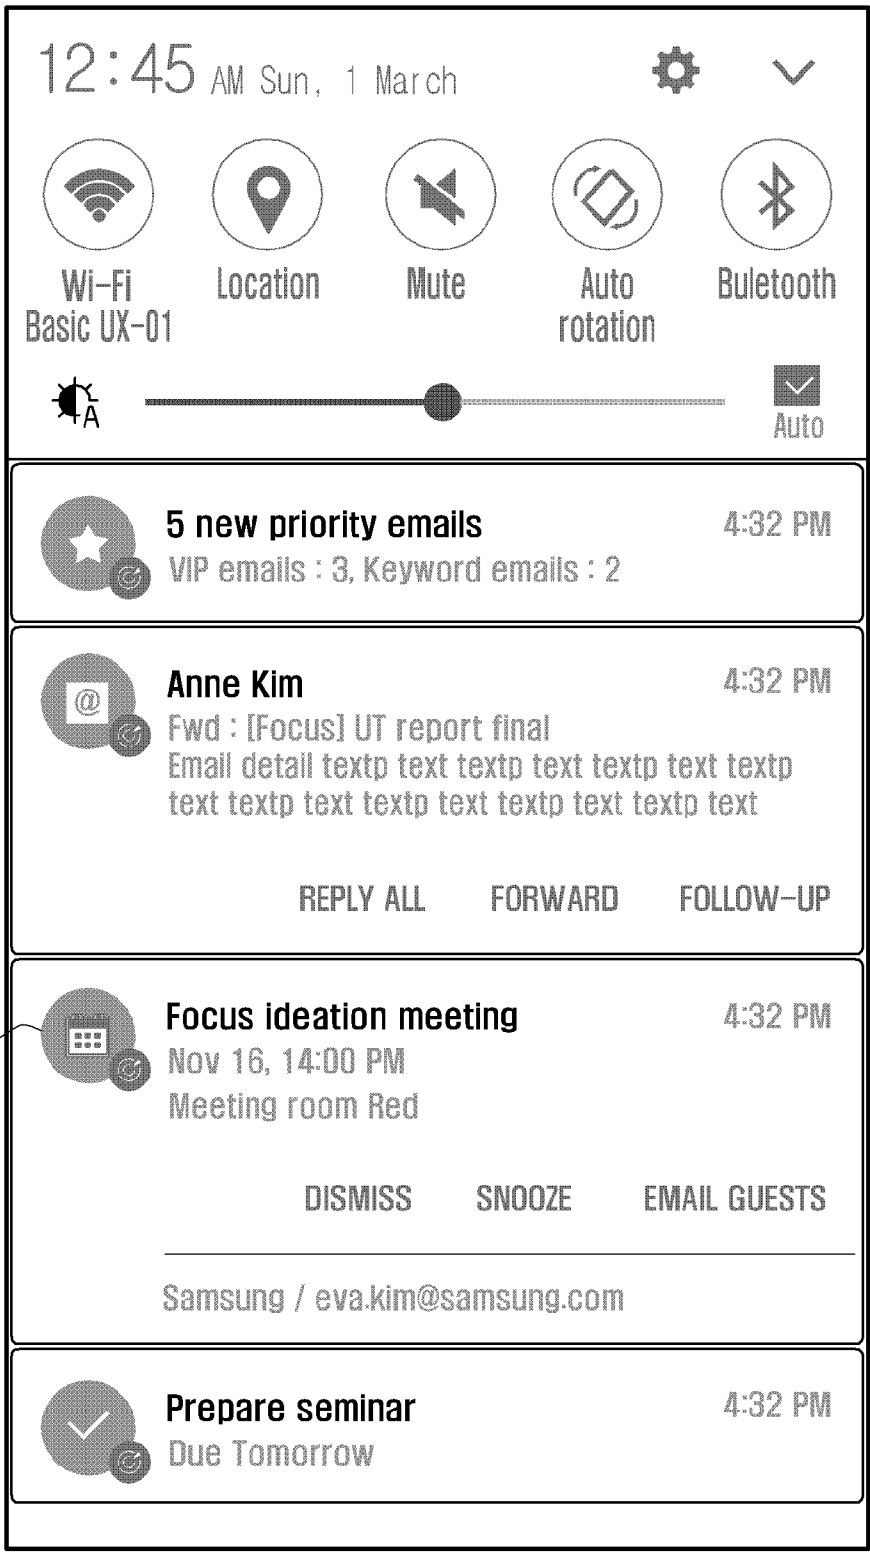 12:45 AM Sun, 1 March
Wi-Fi
Basic UX-01
Location
Mute
Auto
rotation
Buletooth
A
Auto
5 new priority emails 4:32 PM
VIP emails : 3, Keyword emails : 2
@
Anne Kim 4:32 PM
Fwd : [Focus] UT report final
Email detail textp text textp text textp text textp
text textp text textp text textp text textp text
REPLY ALL FORWARD FOLLOW-UP
Focus ideation meeting 4:32 PM
Nov 16, 14:00 PM
Meeting room Red
DISMISS SNOOZE EMAIL GUESTS
Samsung / eva.kim@samsung.com
Prepare seminar 4:32 PM
Due Tomorrow